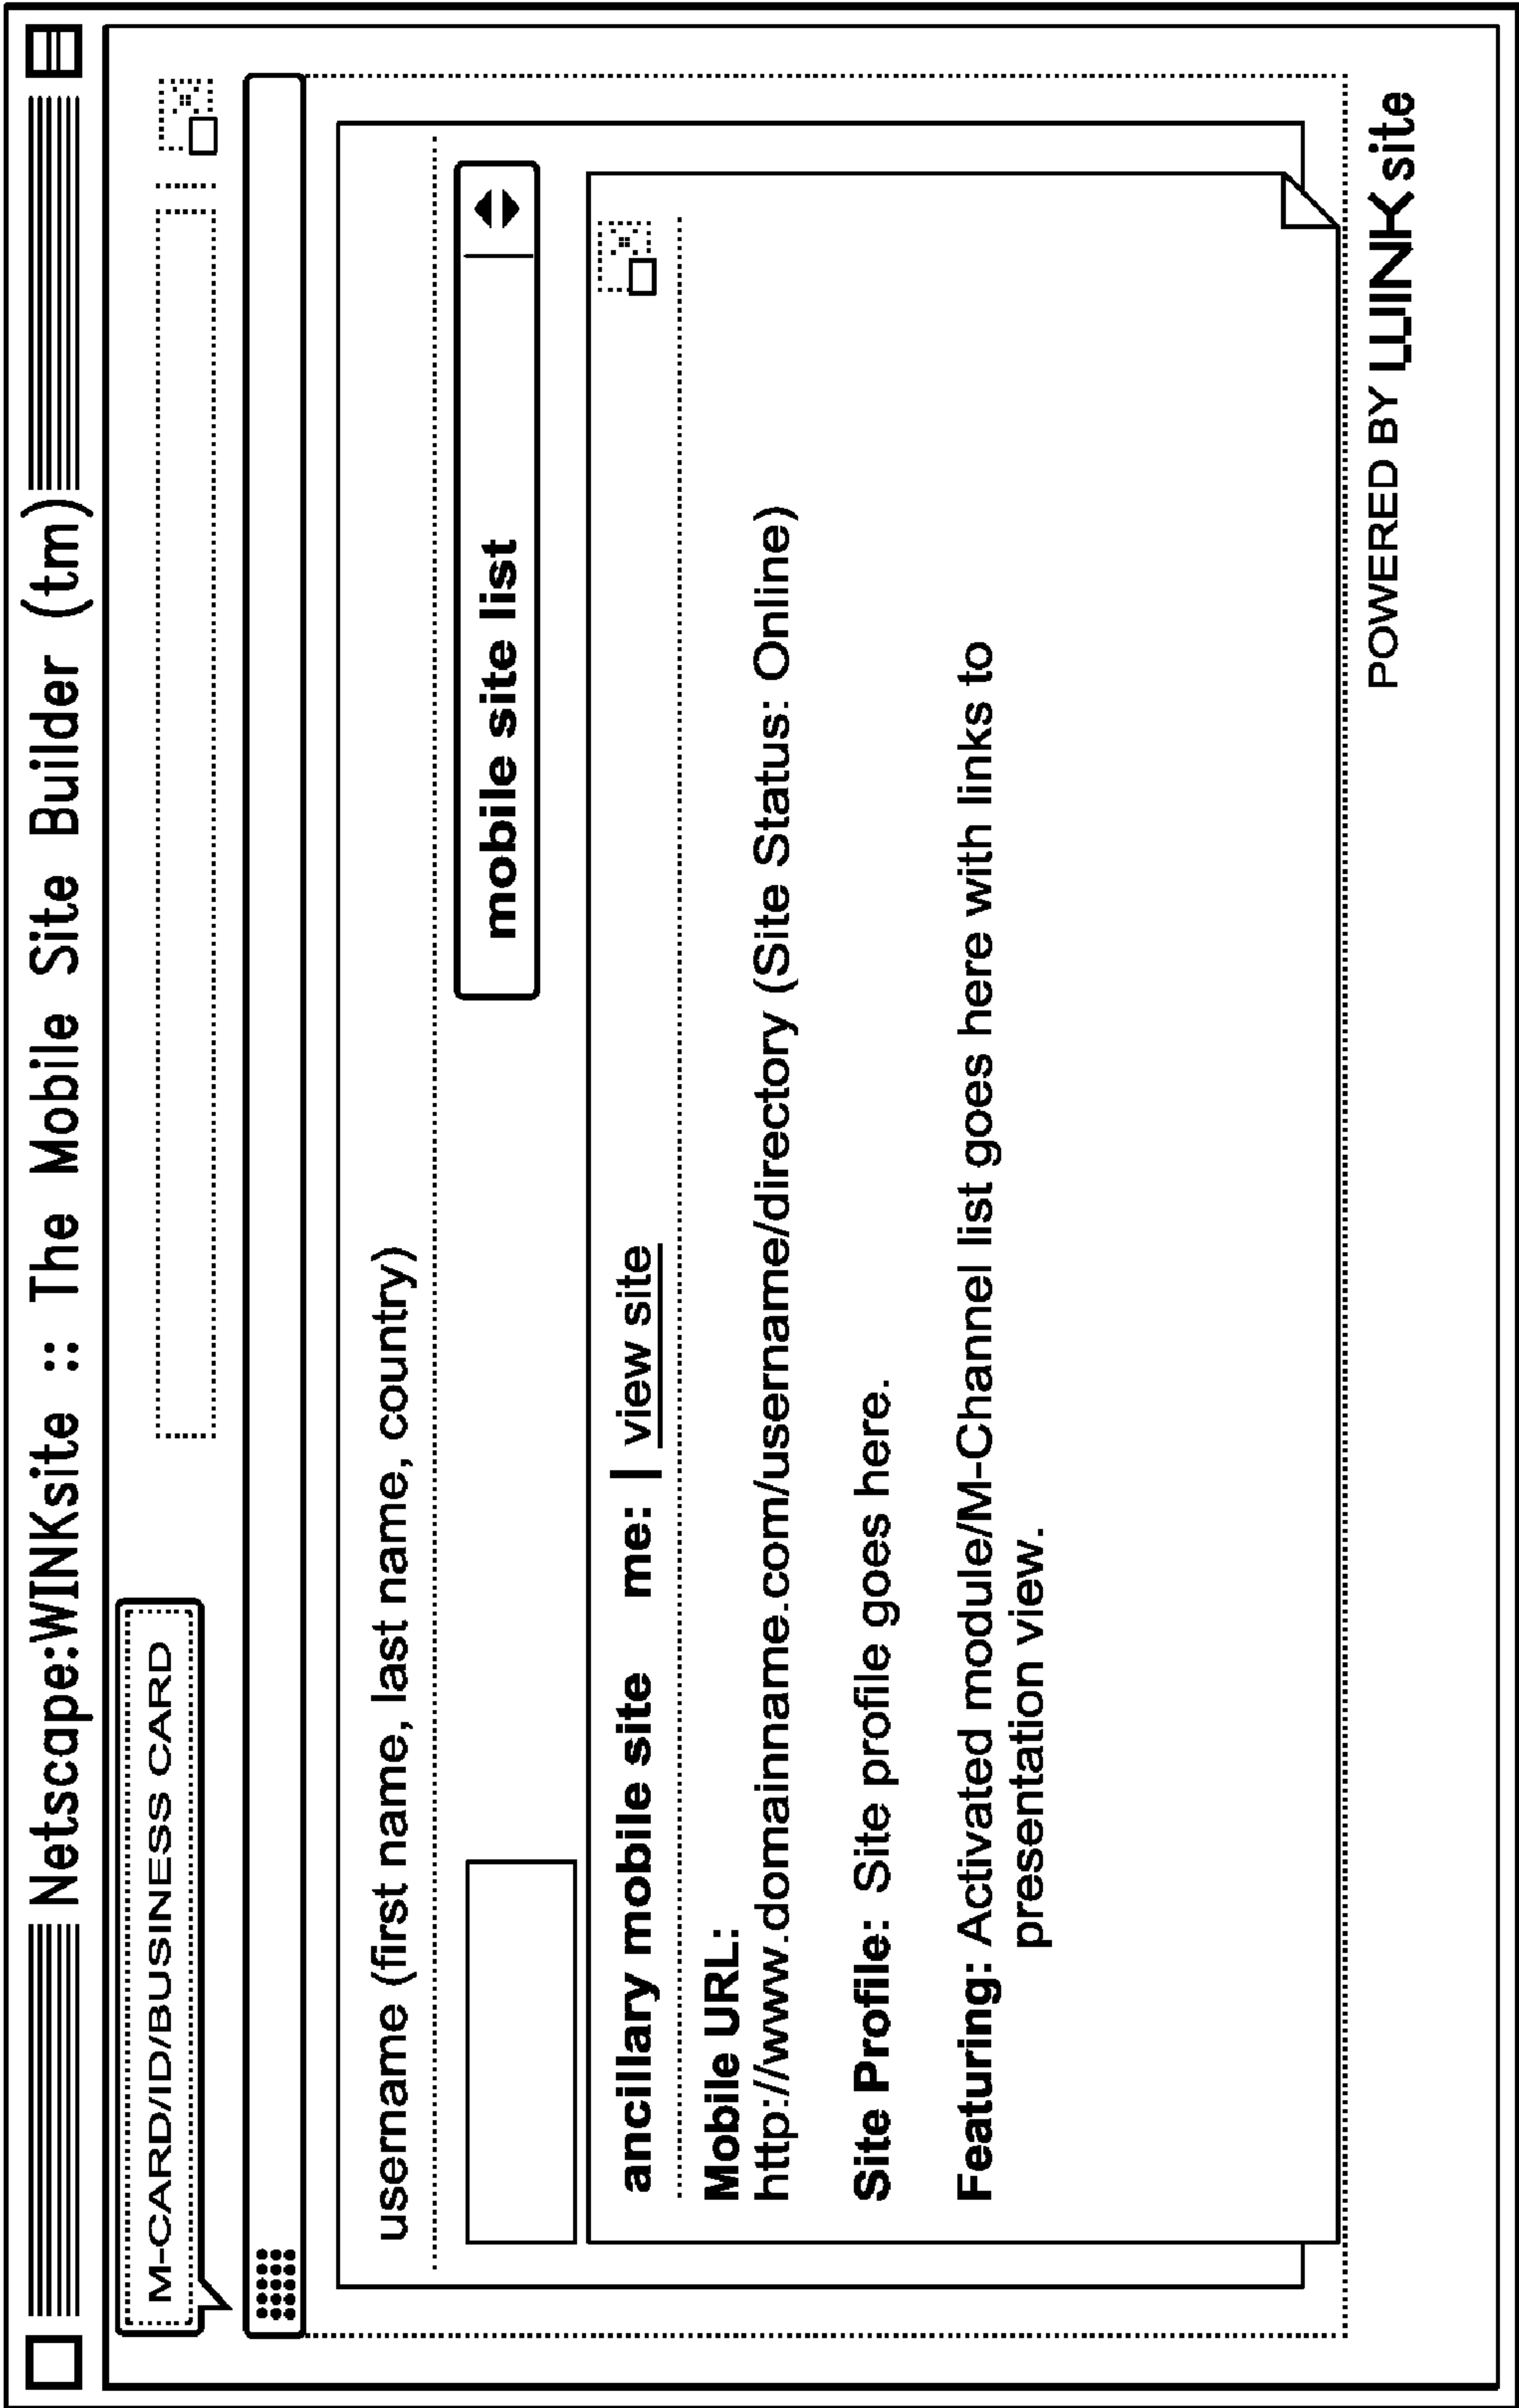 Netscape:WINKsite :: The Mobile Site Builder (tm)
M-CARD/ID/BUSINESS CARD
username (first name, last name, country)
mobile site list
ancillary mobile site me: | view site
Mobile URL:
http://www.domainname.com/username/directory (Site Status: Online)
Site Profile: Site profile goes here.
Featuring: Activated module/M-Channel list goes here with links to
presentation view.
POWERED BY WINKsite